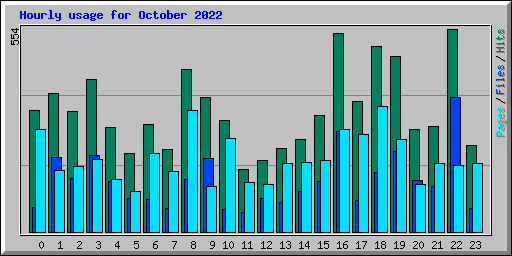 Hourly usage for October 2022
554
Pages/Files/Hits
0 1 2 3 4 5 6 7 8 9 10 11 12 13 14 15 16 17 18 19 20 21 22 23